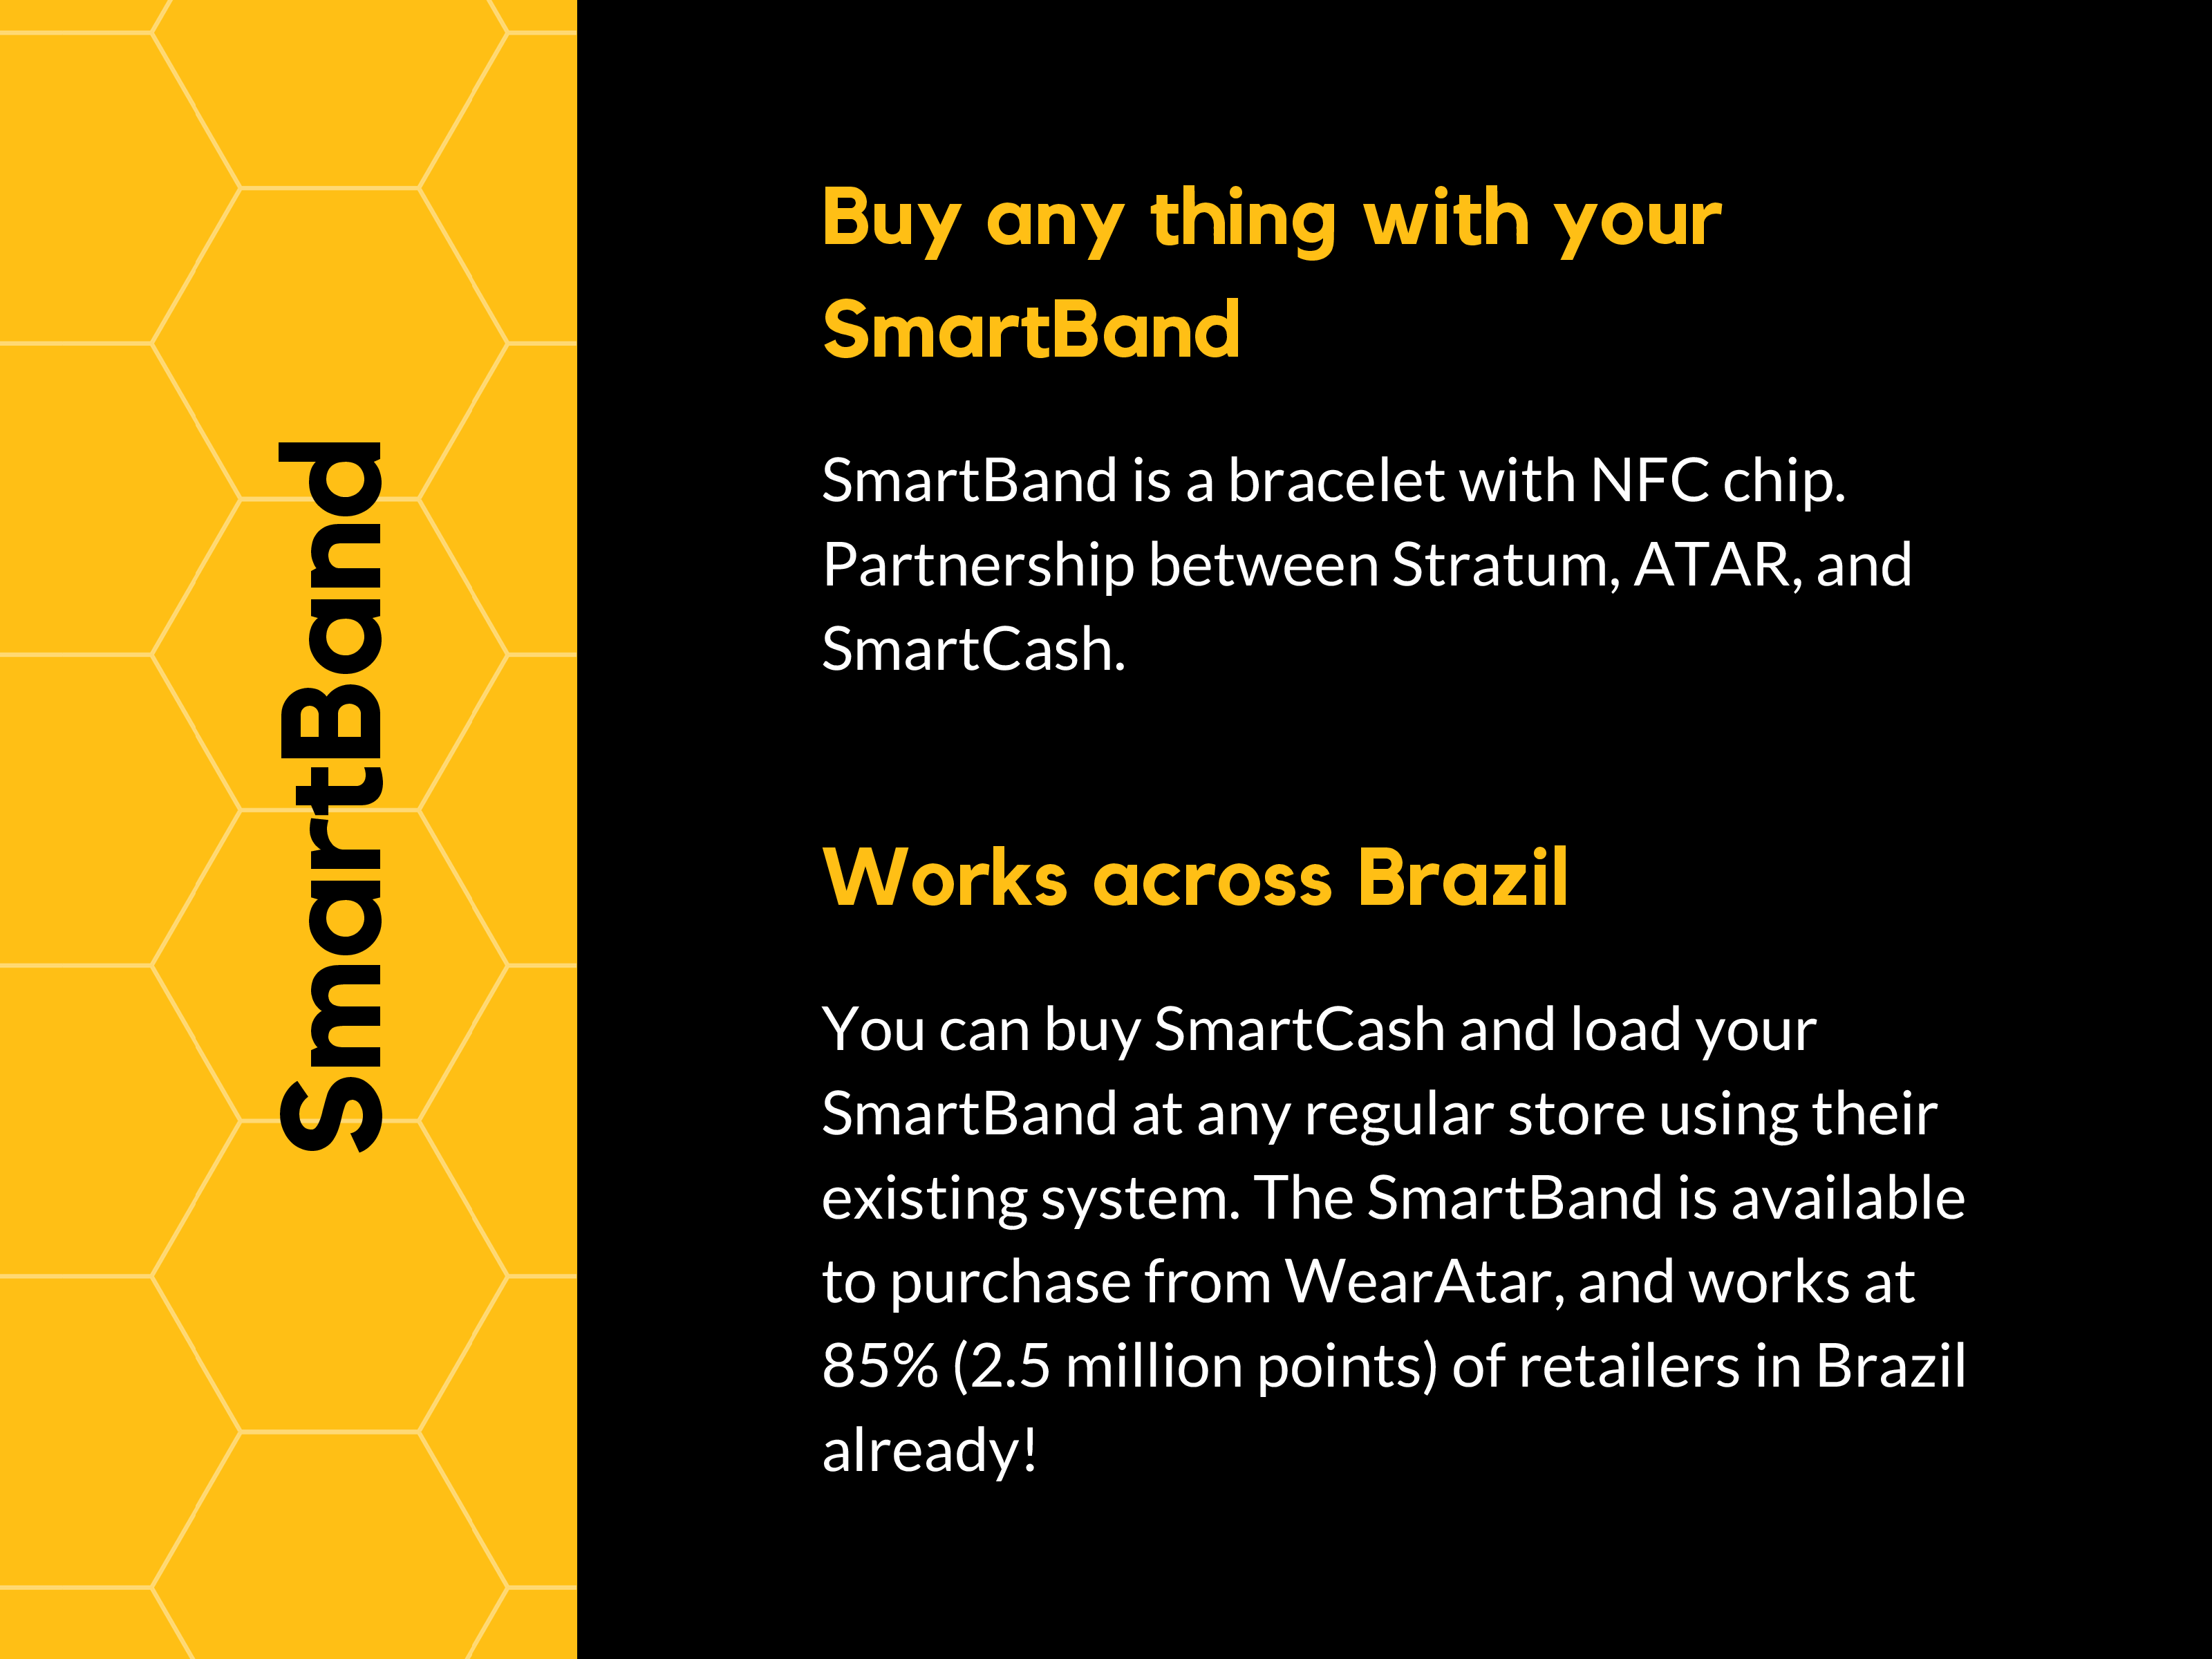 SmartBand
Buy any thing with your
SmartBand
SmartBand is a bracelet with NFC chip.
Partnership between Stratum, ATAR, and
SmartCash.
Works across Brazil
You can buy SmartCash and load your
SmartBand at any regular store using their
existing system. The SmartBand is available
to purchase from WearAtar, and works at
85% (2.5 million points) of retailers in Brazil
already!